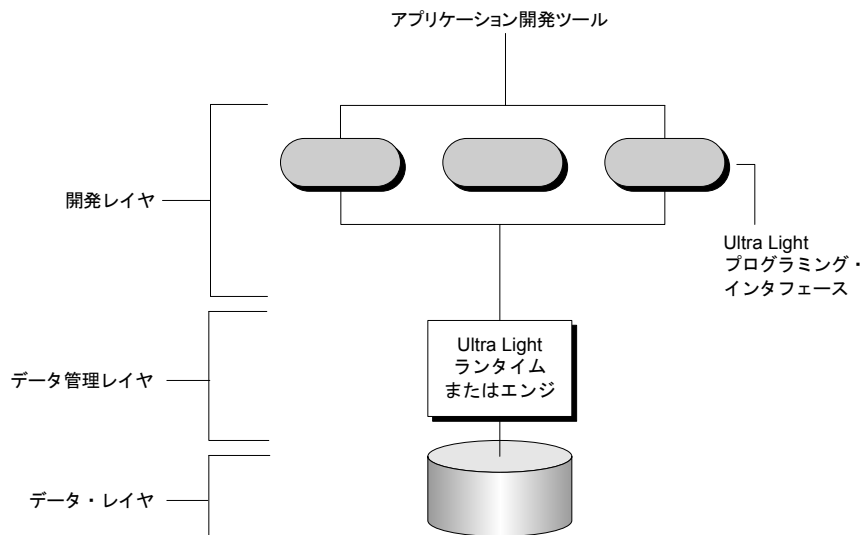 アプリケーション開発ツール
開発レイヤ
Ultra Light
プログラミング・
インタフェース
データ管理レイヤ
Ultra Light
ランタイム
またはエンジ
データ・レイヤ